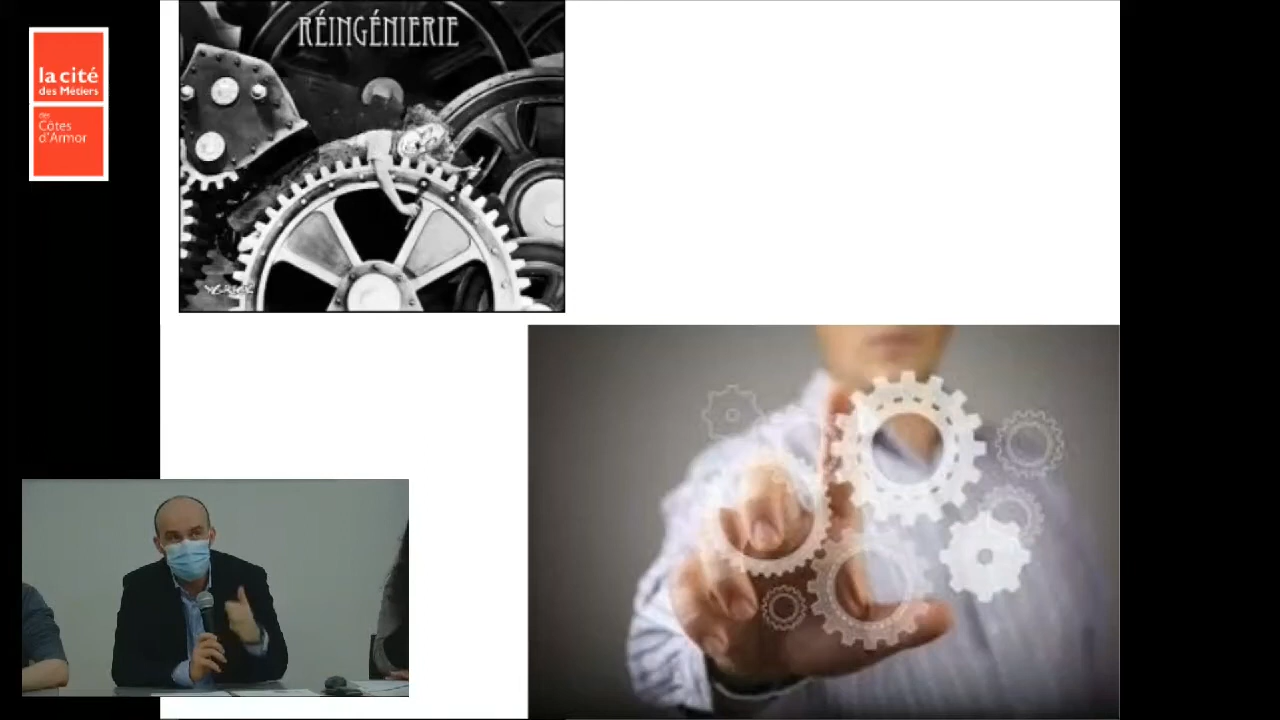 RÉINGÉNIERIE
la cité
des Métiers
des
Côtes
d'Armor